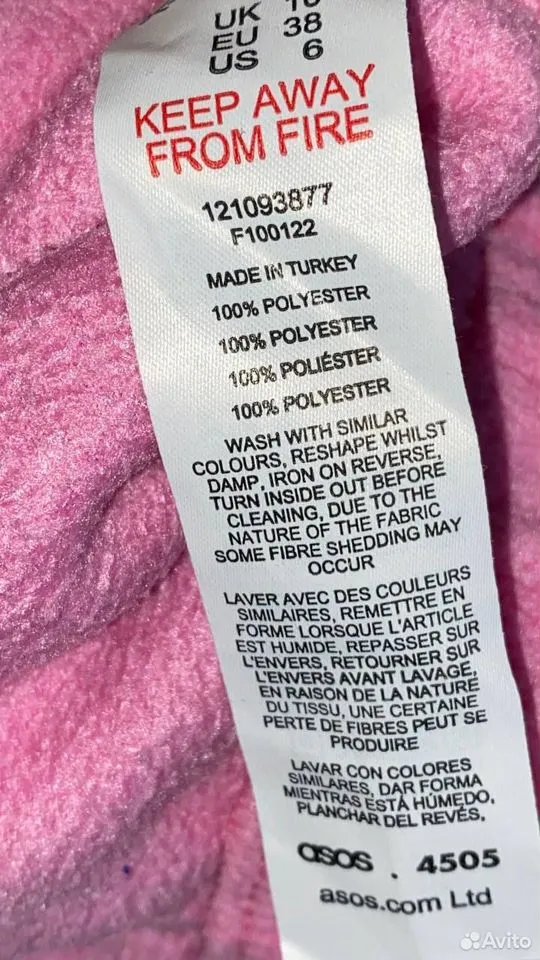 UK
EU 38
US 6
KEEP AWAY
FROM FIRE
121093877
F100122
MADE IN TURKEY
100% POLYESTER
100% POLYESTER
100% POLIÉSTER
100% POLYESTER
WASH WITH SIMILAR
COLOURS, RESHAPE WHILST
DAMP, IRON ON REVERSE,
TURN INSIDE OUT BEFORE
CLEANING, DUE TO THE
NATURE OF THE FABRIC
SOME FIBRE SHEDDING MAY
OCCUR
LAVER AVEC DES COULEURS
SIMILAIRES, REMETTRE EN
FORME LORSQUE L'ARTICLE
EST HUMIDE, REPASSER SUR
L'ENVERS, RETOURNER SUR
L'ENVERS AVANT LAVAGE,
EN RAISON DE LA NATURE
DU TISSU, UNE CERTAINE
PERTE DE FIBRES PEUT SE
PRODUIRE
LAVAR CON COLORES
SIMILARES, DAR FORMA
MIENTRAS ESTÁ HÚMEDO,
PLANCHAR DEL REVÉS,
asos . 4505
asos.com Ltd
Avito